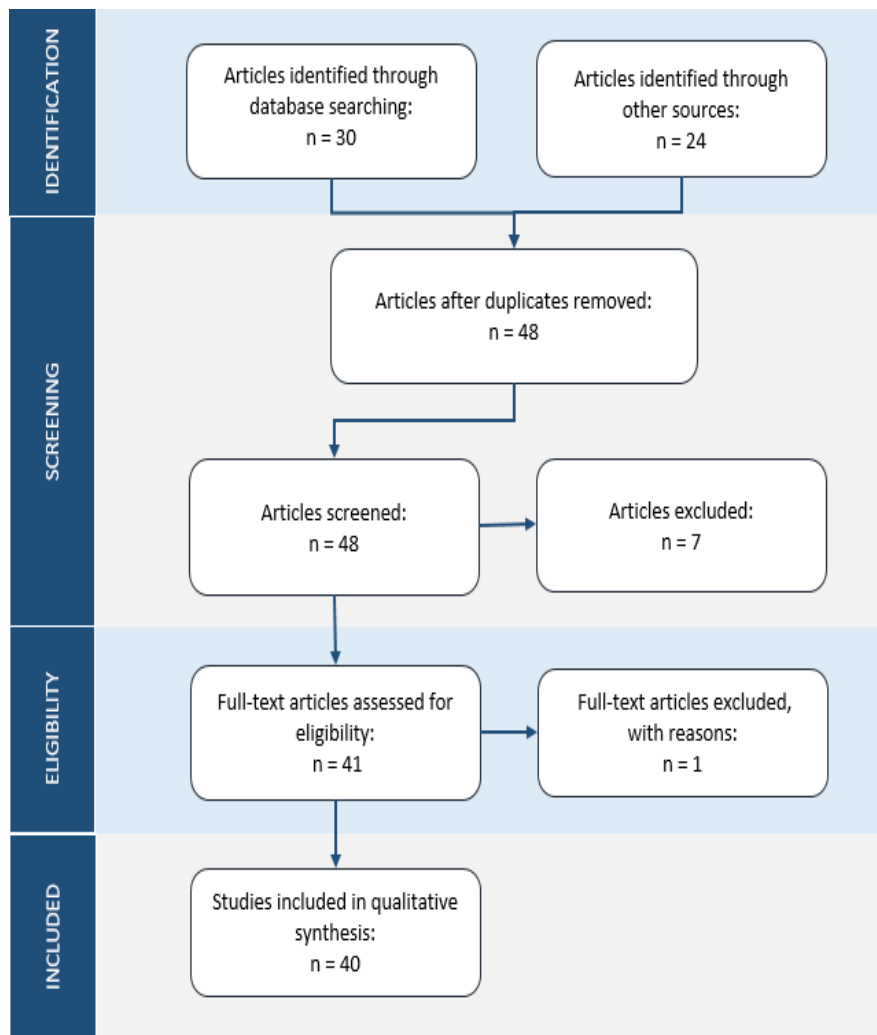 IDENTIFICATION
Articles identified through
database searching:
n = 30
Articles identified through
other sources:
n = 24
SCREENING
Articles after duplicates removed:
n = 48
Articles screened:
n = 48
Articles excluded:
n = 7
ELIGIBILITY
Full-text articles assessed for
eligibility:
n = 41
Full-text articles excluded,
with reasons:
n = 1
INCLUDED
Studies included in qualitative
synthesis:
n = 40